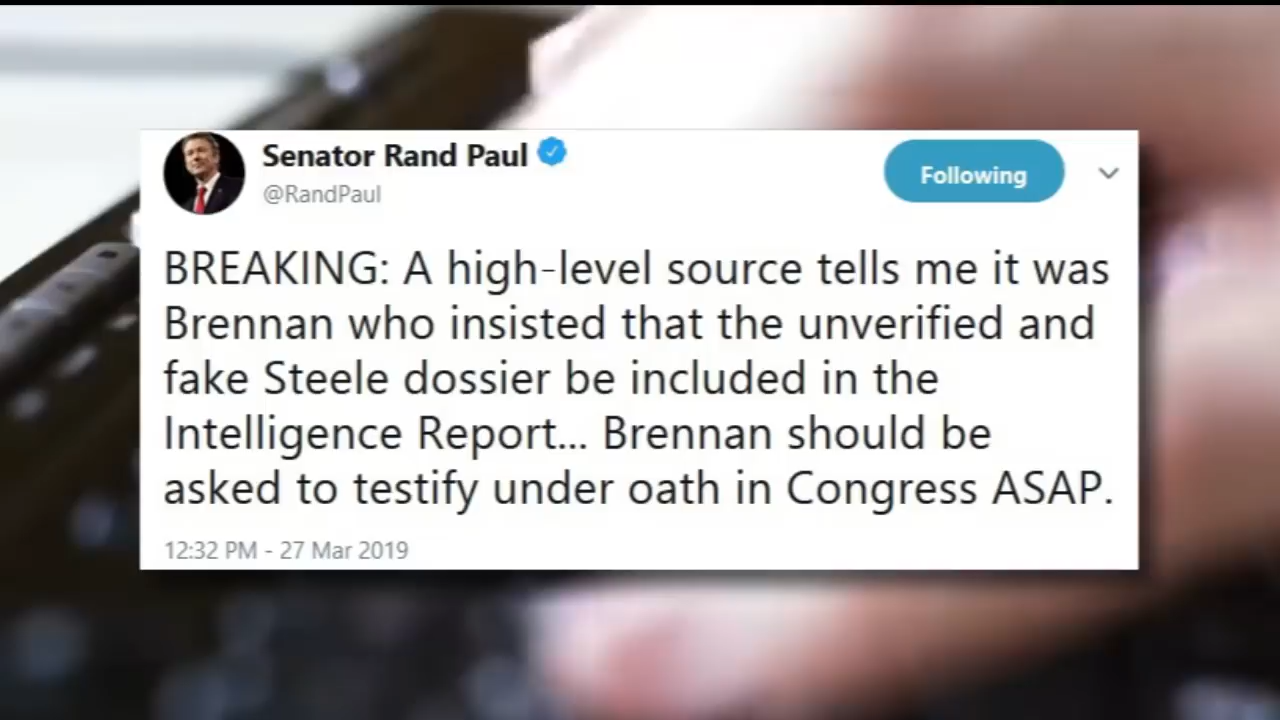 Senator Rand Paul
@RandPaul
Following
BREAKING: A high-level source tells me it was
Brennan who insisted that the unverified and
fake Steele dossier be included in the
Intelligence Report... Brennan should be
asked to testify under oath in Congress ASAP.
12:32 PM - 27 Mar 2019